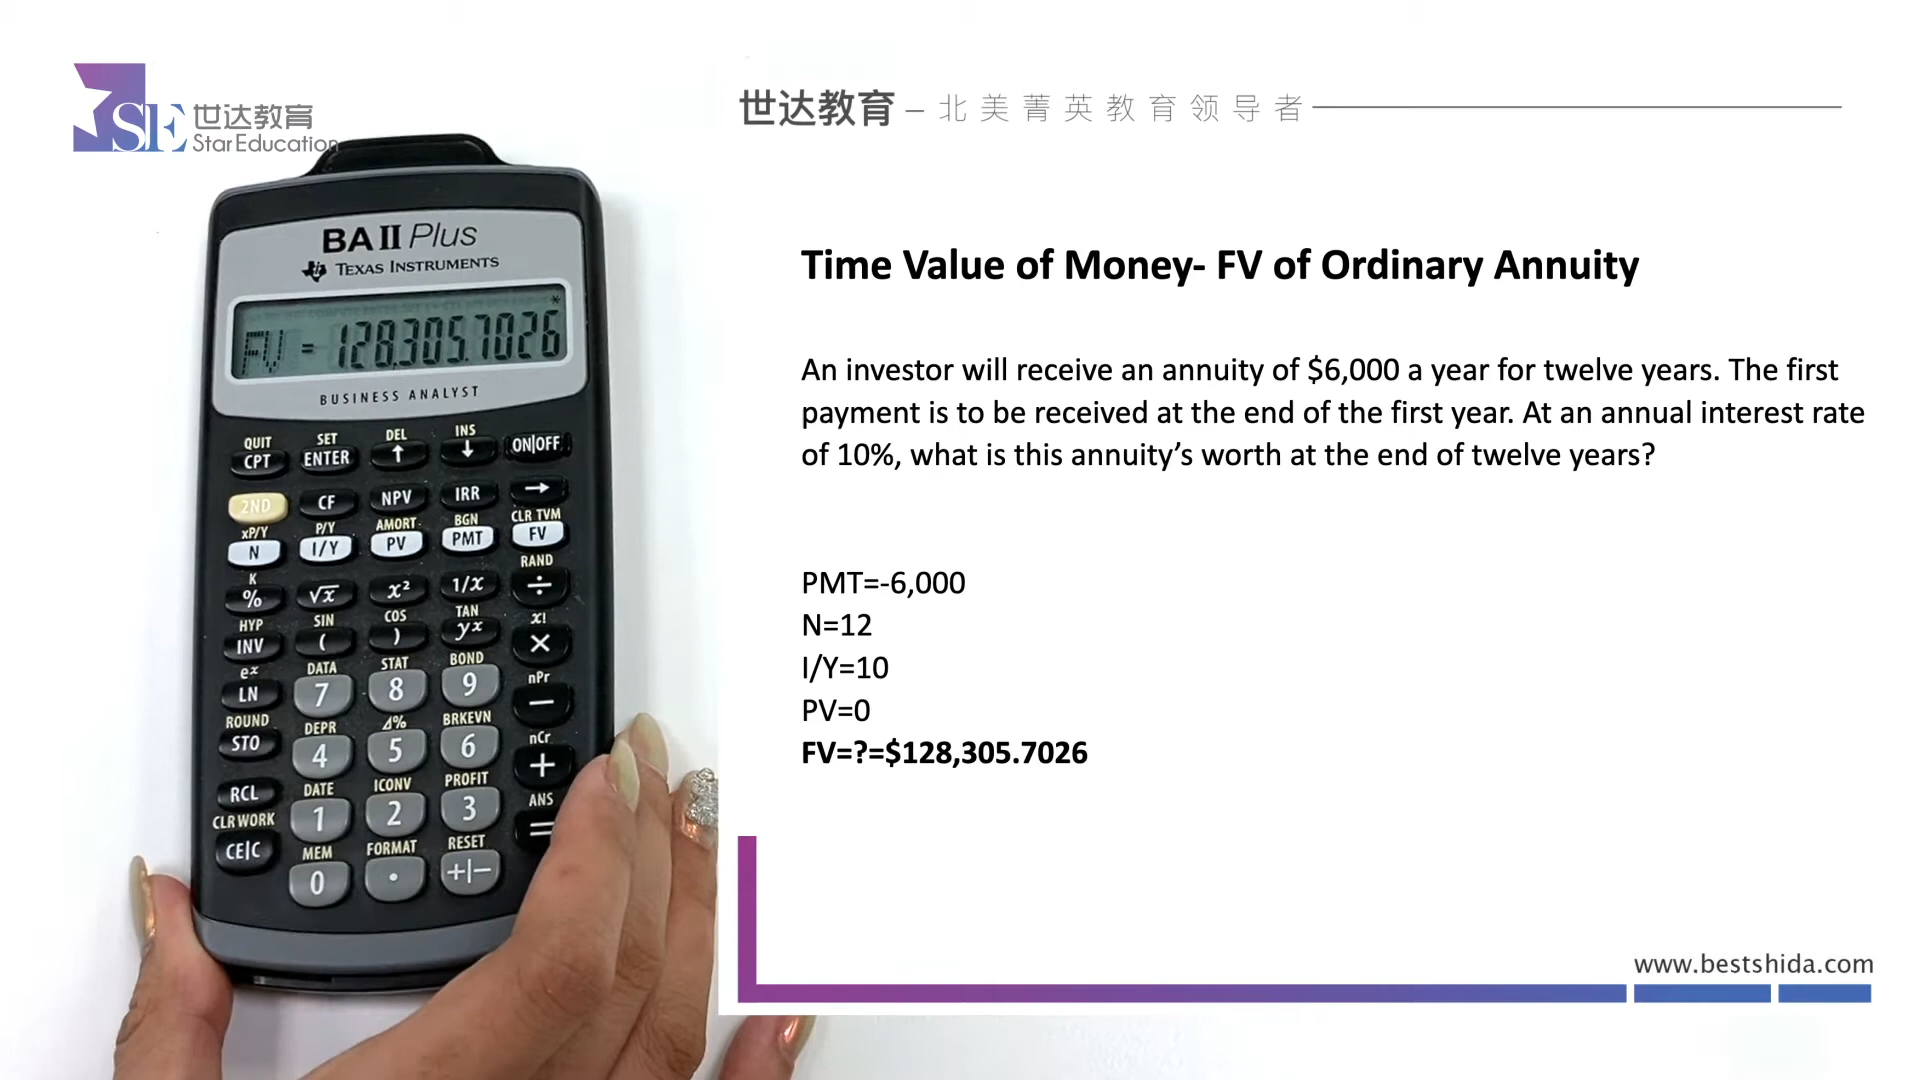 SE 世达教育
Star Education
世达教育 – 北美菁英教育领导者
BA II Plus
TEXAS INSTRUMENTS
*
FV = 128,305.7026
BUSINESS ANALYST
QUIT SET DEL INS
CPT ENTER ↑ ↓ ON|OFF
2ND CF NPV IRR →
xP/Y P/Y AMORT BGN CLR TVM
N I/Y PV PMT FV
K RAND
% √x x² 1/x ÷
HYP SIN COS TAN x!
INV ( ) yˣ ×
eˣ DATA STAT BOND nPr
LN 7 8 9 −
ROUND DEPR Δ% BRKEVN nCr
STO 4 5 6 +
DATE ICONV PROFIT ANS
RCL 1 2 3 =
CLR WORK MEM FORMAT RESET
CE|C 0 . +|−
Time Value of Money- FV of Ordinary Annuity
An investor will receive an annuity of $6,000 a year for twelve years. The first
payment is to be received at the end of the first year. At an annual interest rate
of 10%, what is this annuity’s worth at the end of twelve years?
PMT=-6,000
N=12
I/Y=10
PV=0
FV=?=$128,305.7026
www.bestshida.com